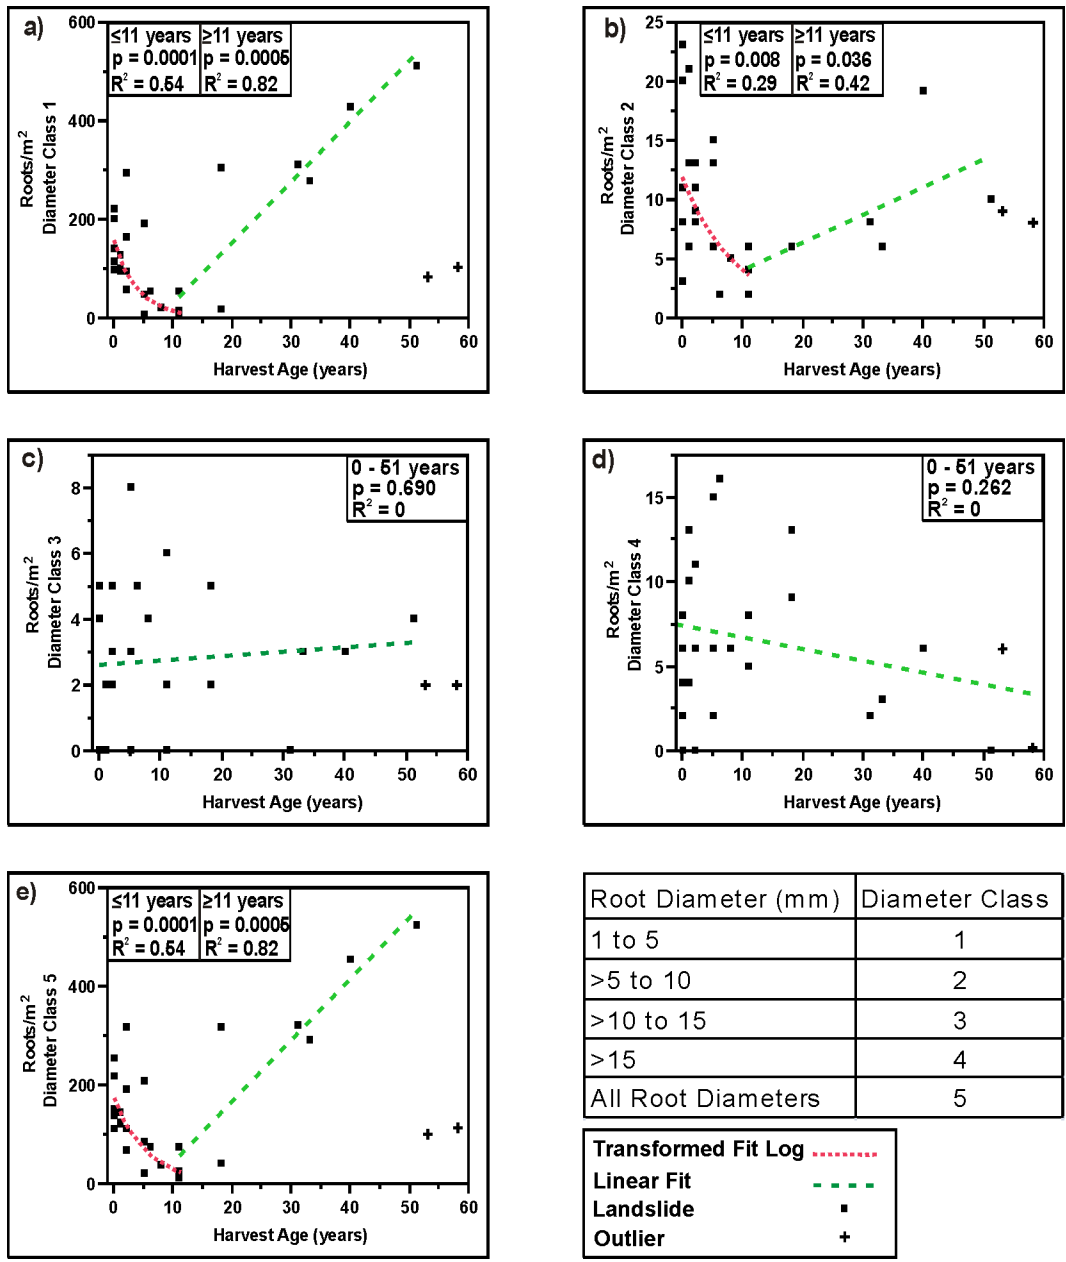 a)
≤11 years ≥11 years
p = 0.0001 p = 0.0005
R² = 0.54 R² = 0.82
Roots/m²
Diameter Class 1
600
400
200
0
0 10 20 30 40 50 60
Harvest Age (years)
b)
≤11 years ≥11 years
p = 0.008 p = 0.036
R² = 0.29 R² = 0.42
Roots/m²
Diameter Class 2
25
20
15
10
5
0
0 10 20 30 40 50 60
Harvest Age (years)
c)
0 - 51 years
p = 0.690
R² = 0
Roots/m²
Diameter Class 3
8
6
4
2
0
0 10 20 30 40 50 60
Harvest Age (years)
d)
0 - 51 years
p = 0.262
R² = 0
Roots/m²
Diameter Class 4
15
10
5
0
0 10 20 30 40 50 60
Harvest Age (years)
e)
≤11 years ≥11 years
p = 0.0001 p = 0.0005
R² = 0.54 R² = 0.82
Roots/m²
Diameter Class 5
600
400
200
0
0 10 20 30 40 50 60
Harvest Age (years)
Root Diameter (mm) Diameter Class
1 to 5 1
>5 to 10 2
>10 to 15 3
>15 4
All Root Diameters 5
Transformed Fit Log
Linear Fit
Landslide
Outlier